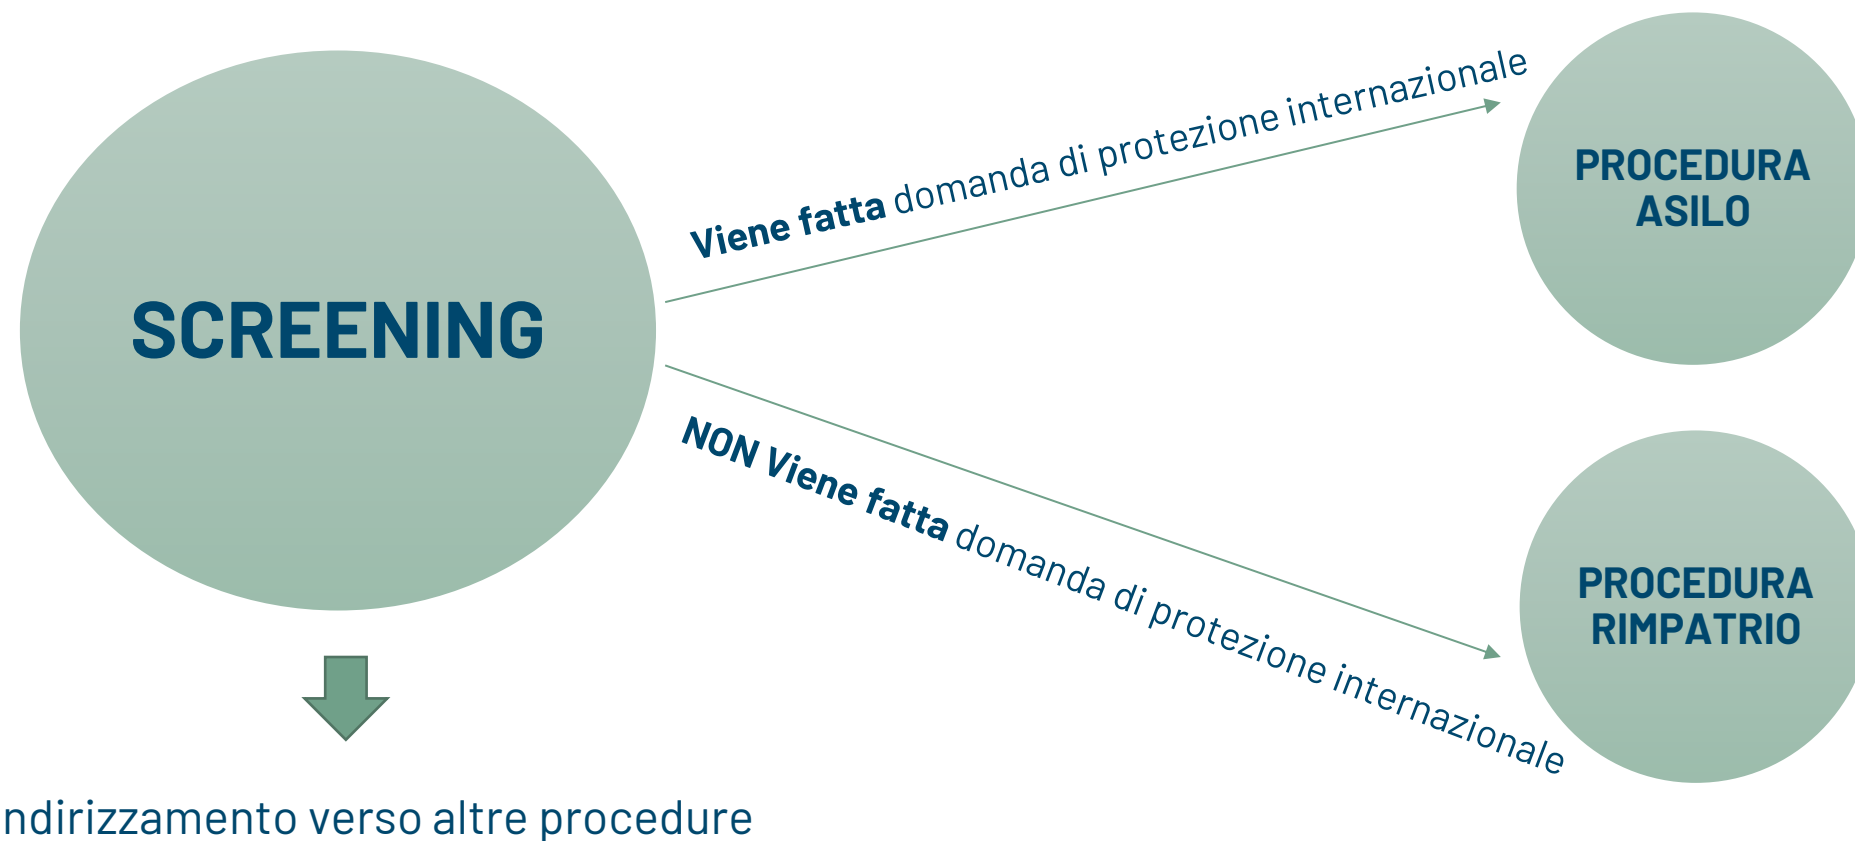 SCREENING
Viene fatta domanda di protezione internazionale
PROCEDURA
ASILO
NON Viene fatta domanda di protezione internazionale
PROCEDURA
RIMPATRIO
ndirizzamento verso altre procedure